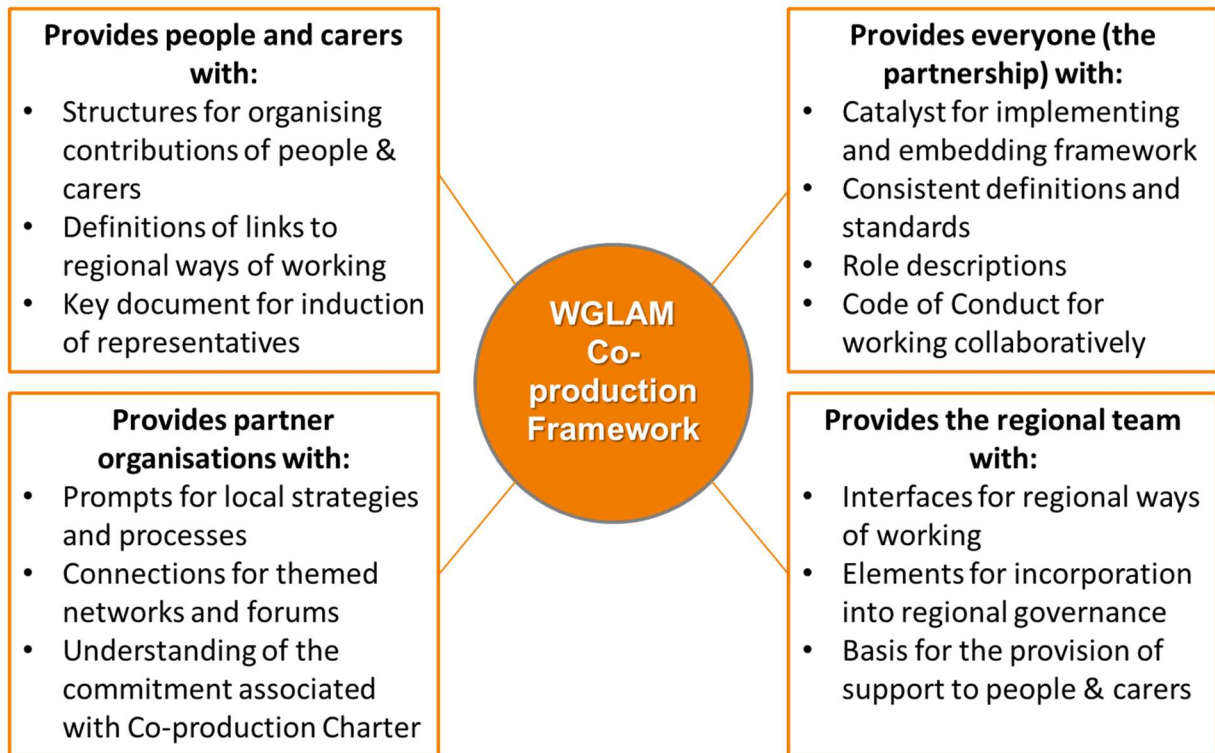 Provides people and carers
with:
• Structures for organising
contributions of people &
carers
• Definitions of links to
regional ways of working
• Key document for induction
of representatives
Provides everyone (the
partnership) with:
• Catalyst for implementing
and embedding framework
• Consistent definitions and
standards
• Role descriptions
• Code of Conduct for
working collaboratively
WGLAM
Co-
production
Framework
Provides partner
organisations with:
• Prompts for local strategies
and processes
• Connections for themed
networks and forums
• Understanding of the
commitment associated
with Co-production Charter
Provides the regional team
with:
• Interfaces for regional ways
of working
• Elements for incorporation
into regional governance
• Basis for the provision of
support to people & carers